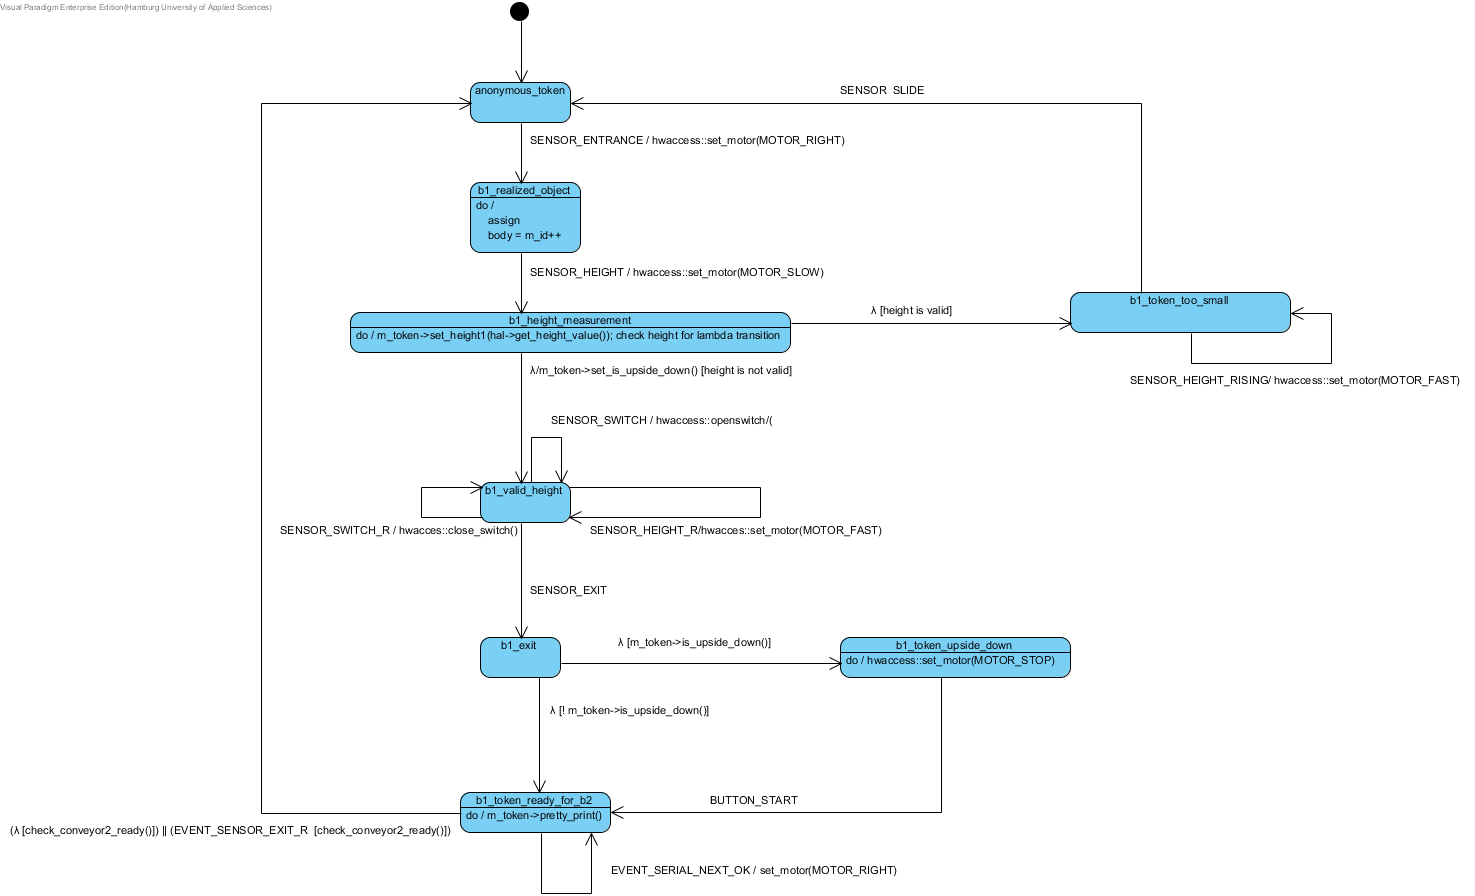 Visual Paradigm Enterprise Edition(Hamburg University of Applied Sciences)
anonymous_token
SENSOR SLIDE
SENSOR_ENTRANCE / hwaccess::set_motor(MOTOR_RIGHT)
b1_realized_object
do /
assign
body = m_id++
SENSOR_HEIGHT / hwaccess::set_motor(MOTOR_SLOW)
b1_token_too_small
b1_height_measurement
λ [height is valid]
do / m_token->set_height1(hal->get_height_value()); check height for lambda transition
λ/m_token->set_is_upside_down() [height is not valid]
SENSOR_HEIGHT_RISING/ hwaccess::set_motor(MOTOR_FAST)
SENSOR_SWITCH / hwaccess::openswitch/(
b1_valid_height
SENSOR_SWITCH_R / hwacces::close_switch()
SENSOR_HEIGHT_R/hwacces::set_motor(MOTOR_FAST)
SENSOR_EXIT
b1_exit
λ [m_token->is_upside_down()]
b1_token_upside_down
do / hwaccess::set_motor(MOTOR_STOP)
λ [! m_token->is_upside_down()]
b1_token_ready_for_b2
do / m_token->pretty_print()
BUTTON_START
(λ [check_conveyor2_ready()]) || (EVENT_SENSOR_EXIT_R [check_conveyor2_ready()])
EVENT_SERIAL_NEXT_OK / set_motor(MOTOR_RIGHT)